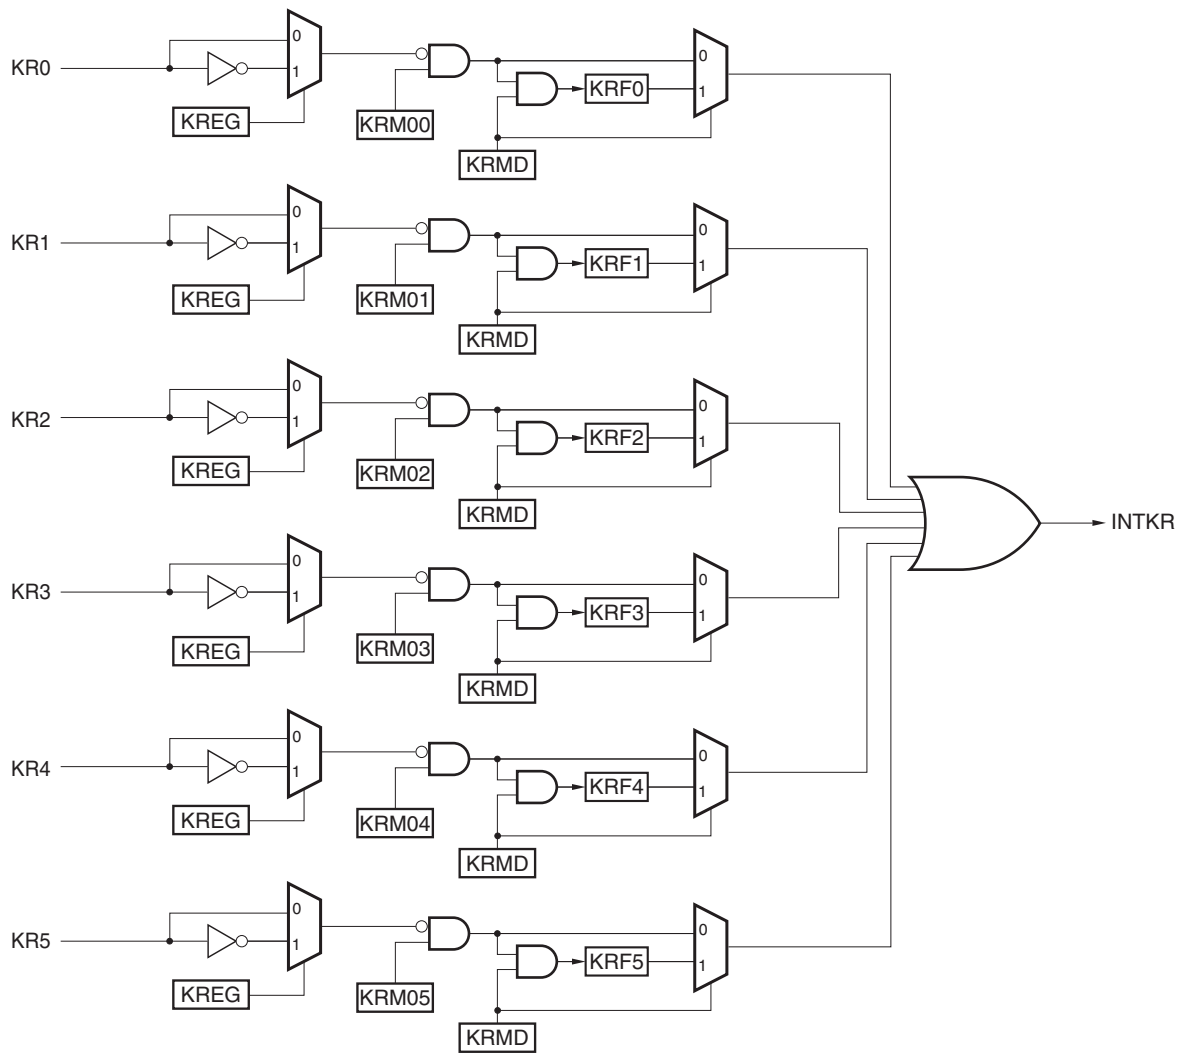 KR0
0
1
KREG
KRM00
KRF0
0
1
KRMD
KR1
0
1
KREG
KRM01
KRF1
0
1
KRMD
KR2
0
1
KREG
KRM02
KRF2
0
1
KRMD
KR3
0
1
KREG
KRM03
KRF3
0
1
KRMD
KR4
0
1
KREG
KRM04
KRF4
0
1
KRMD
KR5
0
1
KREG
KRM05
KRF5
0
1
KRMD
INTKR